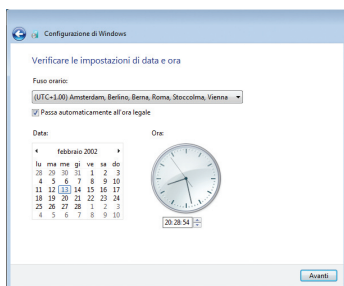 Configurazione di Windows
Verificare le impostazioni di data e ora
Fuso orario:
(UTC+1.00) Amsterdam, Berlino, Berna, Roma, Stoccolma, Vienna
Passa automaticamente all'ora legale
Data:
Ora:
febbraio 2002
lu ma me gi ve sa do
28 29 30 31 1 2 3
4 5 6 7 8 9 10
11 12 13 14 15 16 17
18 19 20 21 22 23 24
25 26 27 28 1 2 3
4 5 6 7 8 9 10
20:28:54
Avanti